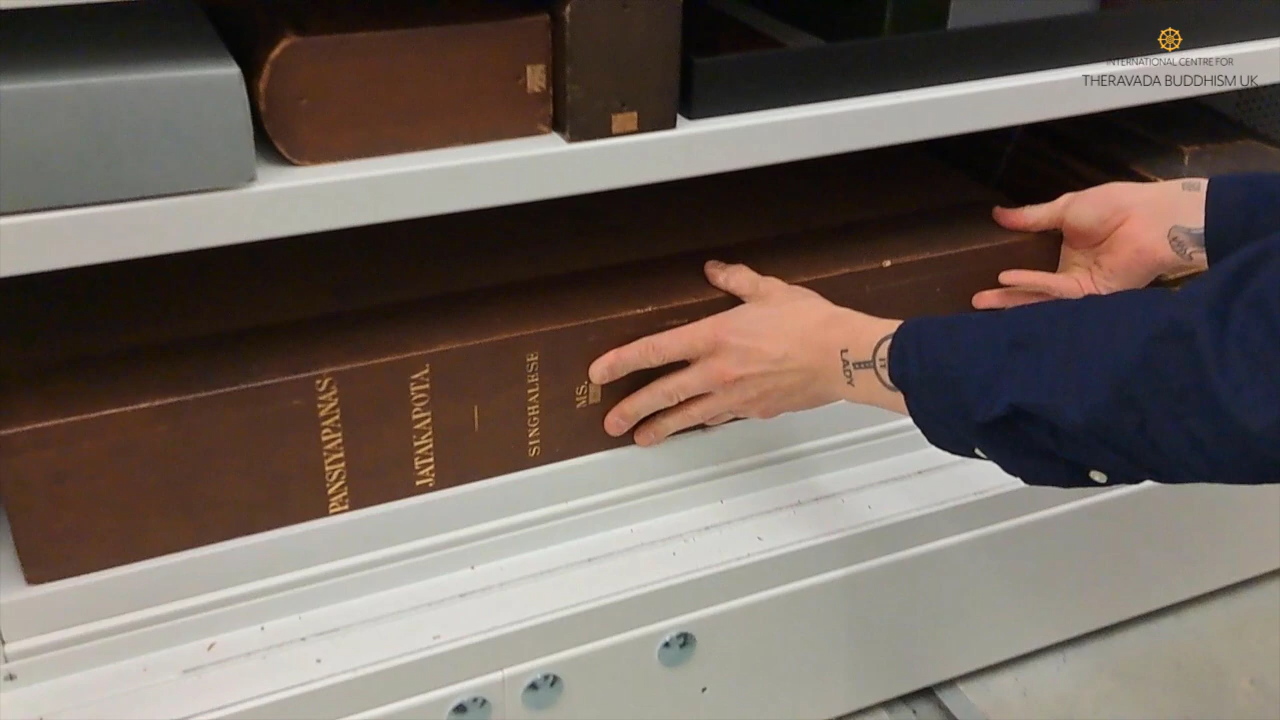 INTERNATIONAL CENTRE FOR
THERAVADA BUDDHISM UK
PANSIYAPANAS
JATAKAPOTA.
SINGHALESE
MS.
LADY